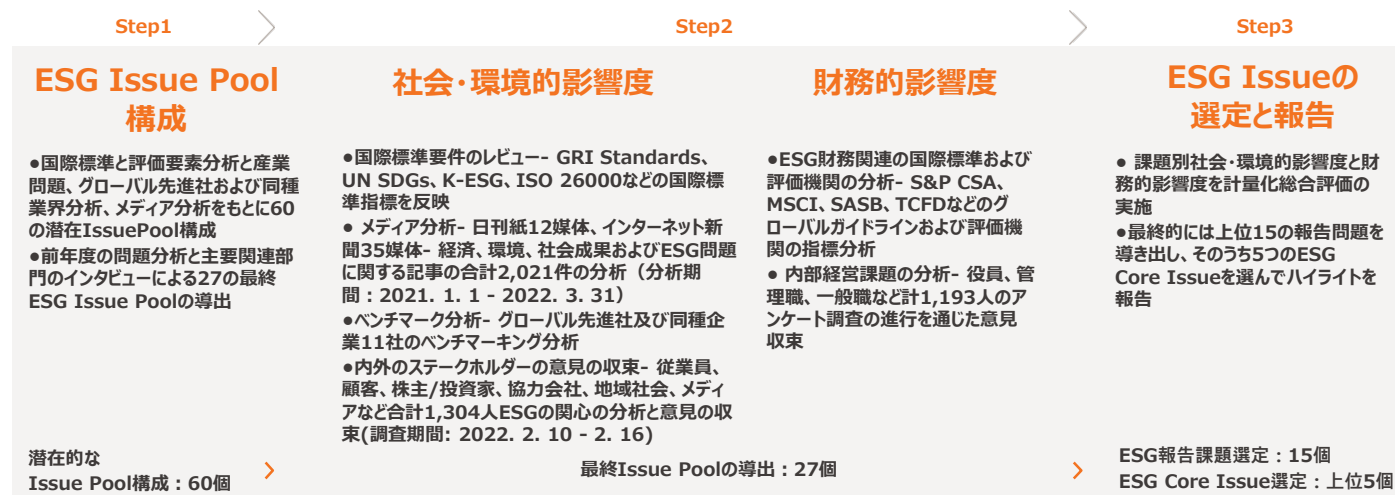 Step1
Step2
Step3
ESG Issue Pool
構成
●国際標準と評価要素分析と産業
問題、グローバル先進社および同種
業界分析、メディア分析をもとに60
の潜在IssuePool構成
●前年度の問題分析と主要関連部
門のインタビューによる27の最終
ESG Issue Poolの導出
社会･環境的影響度
●国際標準要件のレビュー- GRI Standards、
UN SDGs、K-ESG、ISO 26000などの国際標
準指標を反映
● メディア分析- 日刊紙12媒体、インターネット新
聞35媒体- 経済、環境、社会成果およびESG問題
に関する記事の合計2,021件の分析（分析期
間：2021. 1. 1 - 2022. 3. 31）
●ベンチマーク分析- グローバル先進社及び同種企
業11社のベンチマーキング分析
●内外のステークホルダーの意見の収束- 従業員、
顧客、株主/投資家、協力会社、地域社会、メディ
アなど合計1,304人ESGの関心の分析と意見の収
束(調査期間: 2022. 2. 10 - 2. 16)
財務的影響度
●ESG財務関連の国際標準および
評価機関の分析- S&P CSA、
MSCI、SASB、TCFDなどのグ
ローバルガイドラインおよび評価機
関の指標分析
● 内部経営課題の分析- 役員、管
理職、一般職など計1,193人のア
ンケート調査の進行を通じた意見
収束
ESG Issueの
選定と報告
● 課題別社会･環境的影響度と財
務的影響度を計量化総合評価の
実施
●最終的には上位15の報告問題を
導き出し、そのうち5つのESG
Core Issueを選んでハイライトを
報告
潜在的な
Issue Pool構成：60個
最終Issue Poolの導出：27個
ESG報告課題選定：15個
ESG Core Issue選定：上位5個